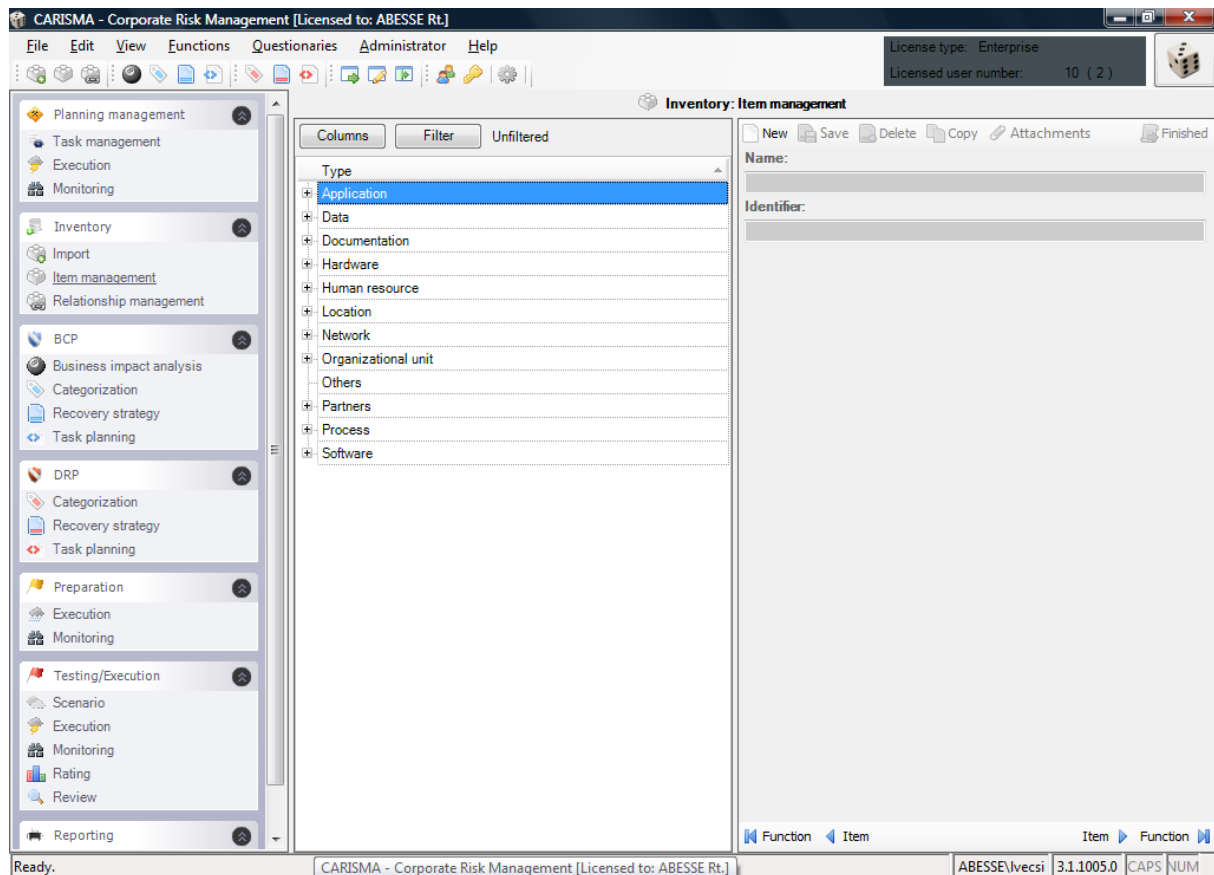 CARISMA - Corporate Risk Management [Licensed to: ABESSE Rt.]
File Edit View Functions Questionaries Administrator Help
License type: Enterprise
Licensed user number: 10 ( 2 )
Inventory: Item management
Planning management
Task management
Execution
Monitoring
Inventory
Import
Item management
Relationship management
BCP
Business impact analysis
Categorization
Recovery strategy
Task planning
DRP
Categorization
Recovery strategy
Task planning
Preparation
Execution
Monitoring
Testing/Execution
Scenario
Execution
Monitoring
Rating
Review
Reporting
Columns Filter Unfiltered
Type
Application
Data
Documentation
Hardware
Human resource
Location
Network
Organizational unit
Others
Partners
Process
Software
New Save Delete Copy Attachments Finished
Name:
Identifier:
Function Item Item Function
Ready.
CARISMA - Corporate Risk Management [Licensed to: ABESSE Rt.]
ABESSE\lvecsi 3.1.1005.0 CAPS NUM